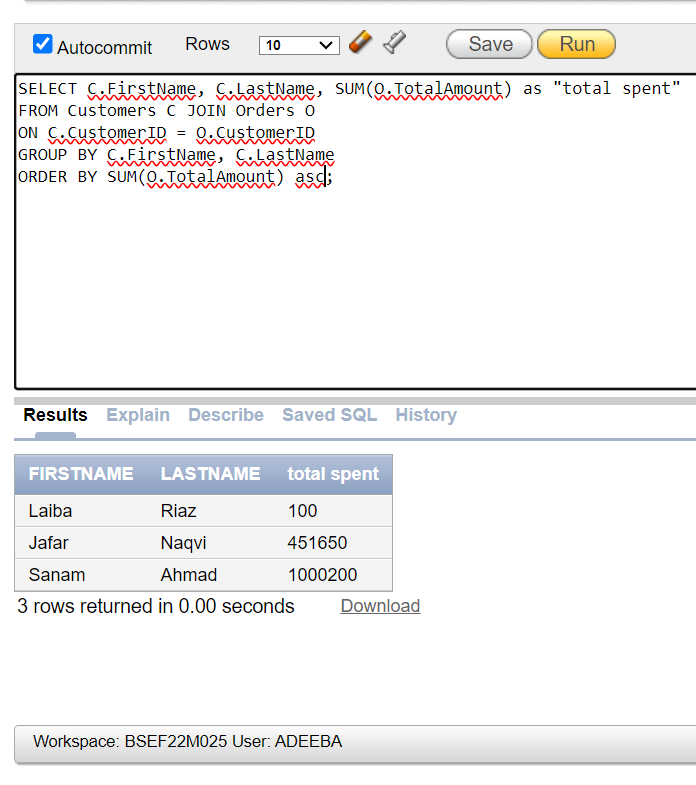 Autocommit Rows 10 Save Run
SELECT C.FirstName, C.LastName, SUM(O.TotalAmount) as "total spent"
FROM Customers C JOIN Orders O
ON C.CustomerID = O.CustomerID
GROUP BY C.FirstName, C.LastName
ORDER BY SUM(O.TotalAmount) asc;
Results Explain Describe Saved SQL History
FIRSTNAME LASTNAME total spent
Laiba Riaz 100
Jafar Naqvi 451650
Sanam Ahmad 1000200
3 rows returned in 0.00 seconds Download
Workspace: BSEF22M025 User: ADEEBA